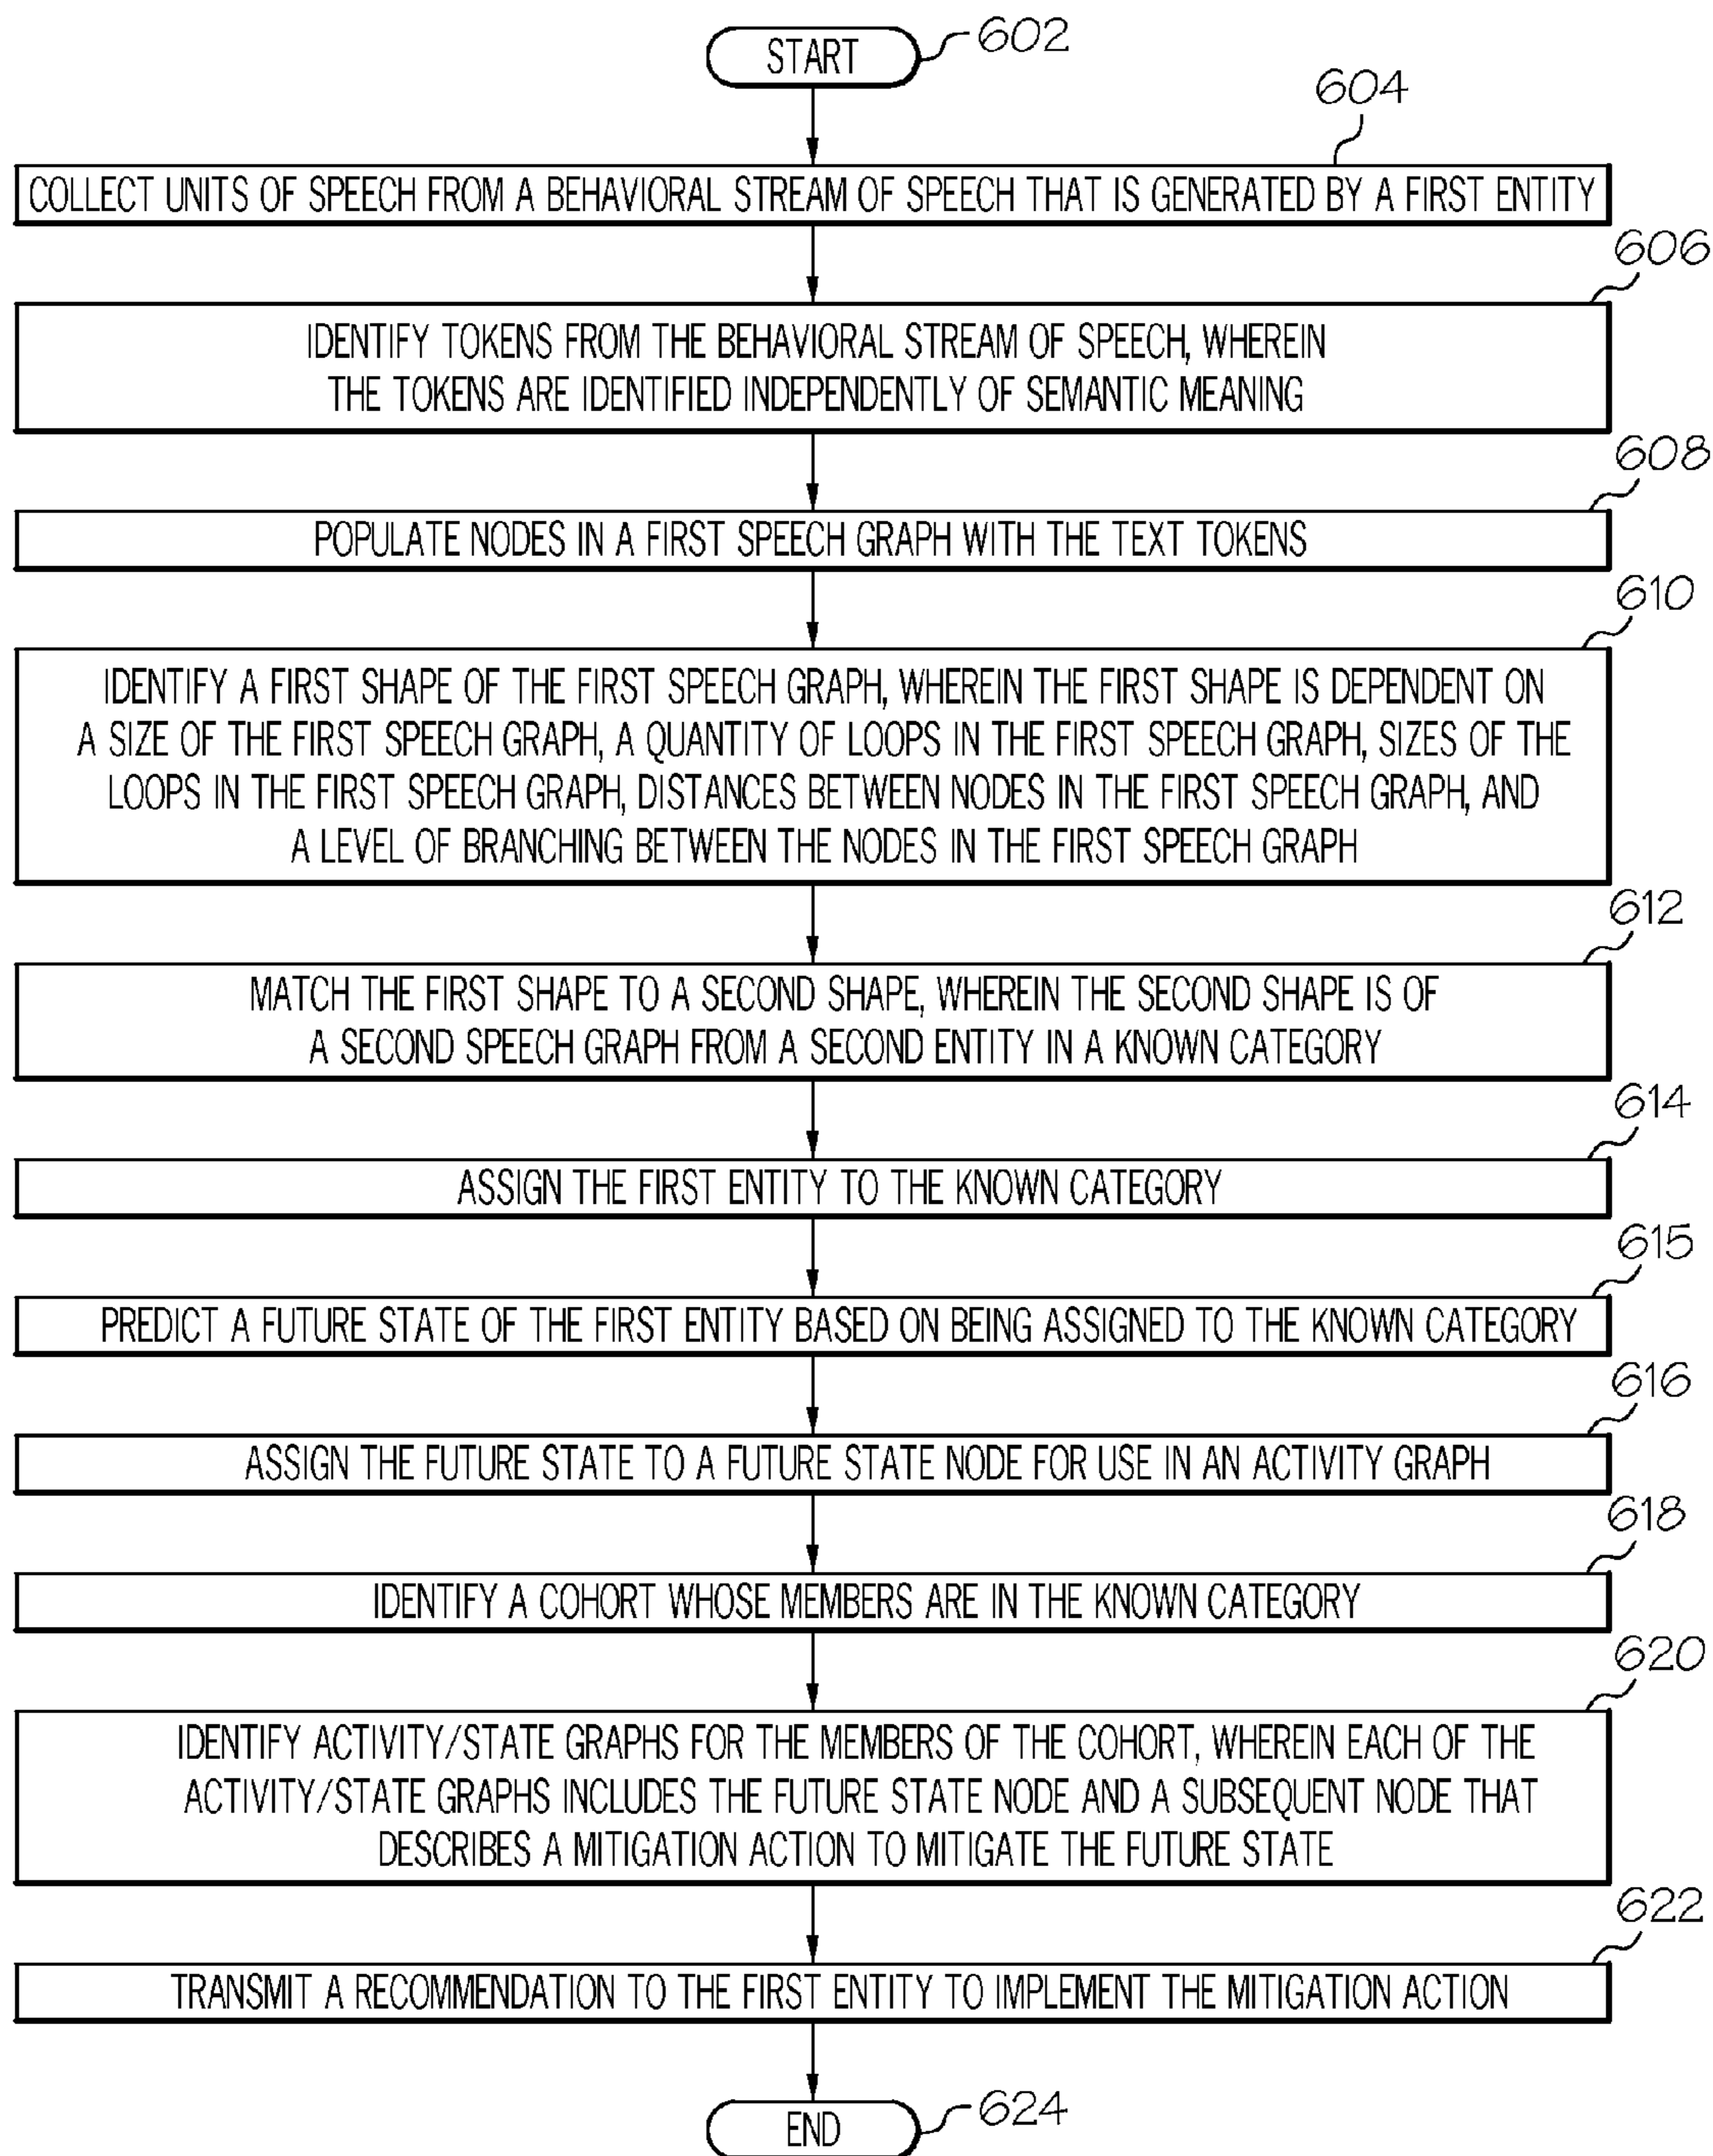 START
602
604
COLLECT UNITS OF SPEECH FROM A BEHAVIORAL STREAM OF SPEECH THAT IS GENERATED BY A FIRST ENTITY
606
IDENTIFY TOKENS FROM THE BEHAVIORAL STREAM OF SPEECH, WHEREIN
THE TOKENS ARE IDENTIFIED INDEPENDENTLY OF SEMANTIC MEANING
608
POPULATE NODES IN A FIRST SPEECH GRAPH WITH THE TEXT TOKENS
610
IDENTIFY A FIRST SHAPE OF THE FIRST SPEECH GRAPH, WHEREIN THE FIRST SHAPE IS DEPENDENT ON
A SIZE OF THE FIRST SPEECH GRAPH, A QUANTITY OF LOOPS IN THE FIRST SPEECH GRAPH, SIZES OF THE
LOOPS IN THE FIRST SPEECH GRAPH, DISTANCES BETWEEN NODES IN THE FIRST SPEECH GRAPH, AND
A LEVEL OF BRANCHING BETWEEN THE NODES IN THE FIRST SPEECH GRAPH
612
MATCH THE FIRST SHAPE TO A SECOND SHAPE, WHEREIN THE SECOND SHAPE IS OF
A SECOND SPEECH GRAPH FROM A SECOND ENTITY IN A KNOWN CATEGORY
614
ASSIGN THE FIRST ENTITY TO THE KNOWN CATEGORY
615
PREDICT A FUTURE STATE OF THE FIRST ENTITY BASED ON BEING ASSIGNED TO THE KNOWN CATEGORY
616
ASSIGN THE FUTURE STATE TO A FUTURE STATE NODE FOR USE IN AN ACTIVITY GRAPH
618
IDENTIFY A COHORT WHOSE MEMBERS ARE IN THE KNOWN CATEGORY
620
IDENTIFY ACTIVITY/STATE GRAPHS FOR THE MEMBERS OF THE COHORT, WHEREIN EACH OF THE
ACTIVITY/STATE GRAPHS INCLUDES THE FUTURE STATE NODE AND A SUBSEQUENT NODE THAT
DESCRIBES A MITIGATION ACTION TO MITIGATE THE FUTURE STATE
622
TRANSMIT A RECOMMENDATION TO THE FIRST ENTITY TO IMPLEMENT THE MITIGATION ACTION
END
624